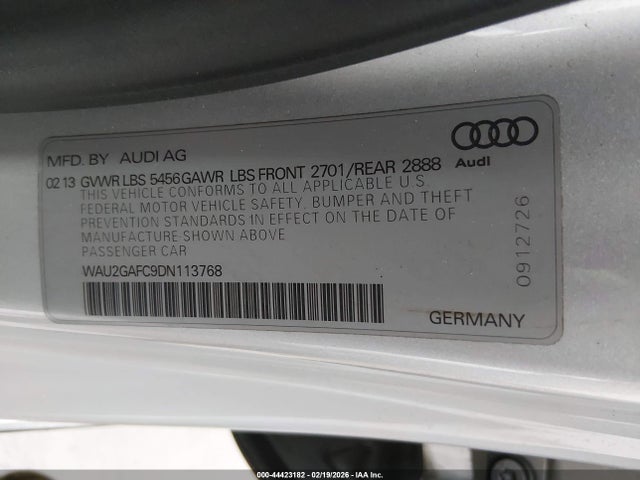 MFD. BY AUDI AG
Audi
02 13 GVWR LBS 5456 GAWR LBS FRONT 2701/REAR 2888
THIS VEHICLE CONFORMS TO ALL APPLICABLE U.S
FEDERAL MOTOR VEHICLE SAFETY, BUMPER AND THEFT
PREVENTION STANDARDS IN EFFECT ON THE DATE OF
MANUFACTURE SHOWN ABOVE
PASSENGER CAR
WAU2GAFC9DN113768
0912726
GERMANY
000-44423182 - 02/19/2026 - IAA Inc.